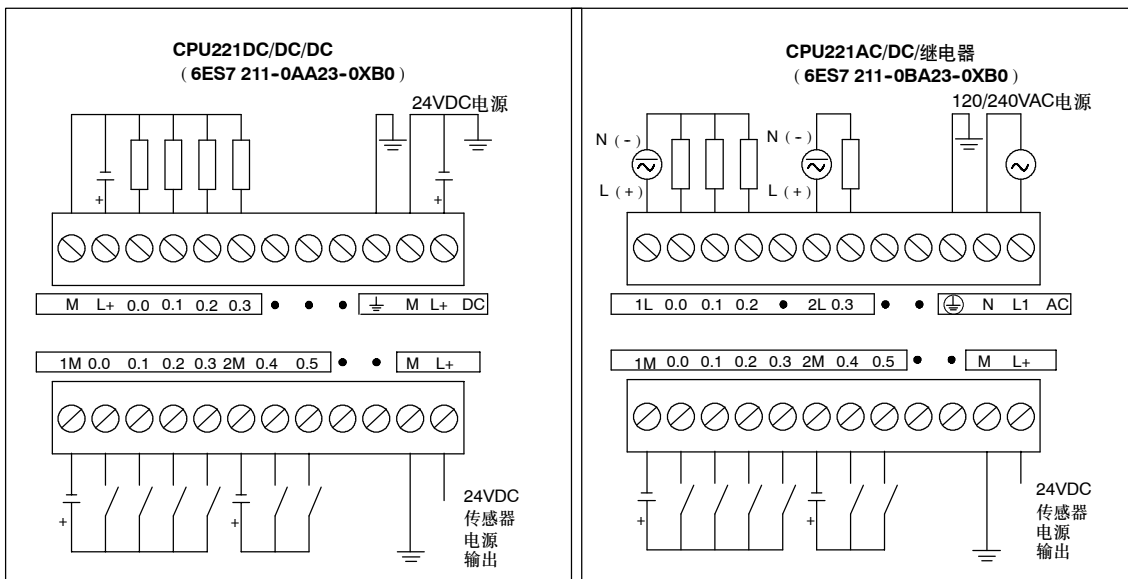 CPU221DC/DC/DC
（6ES7 211-0AA23-0XB0）
24VDC电源
+
+
M L+ 0.0 0.1 0.2 0.3 • • • ⏚ M L+ DC
1M 0.0 0.1 0.2 0.3 2M 0.4 0.5 • • M L+
+
+
24VDC
传感器
电源
输出
CPU221AC/DC/继电器
（6ES7 211-0BA23-0XB0）
120/240VAC电源
N（-）
N（-）
L（+）
L（+）
1L 0.0 0.1 0.2 • 2L 0.3 • • ⏚ N L1 AC
1M 0.0 0.1 0.2 0.3 2M 0.4 0.5 • • M L+
+
+
24VDC
传感器
电源
输出